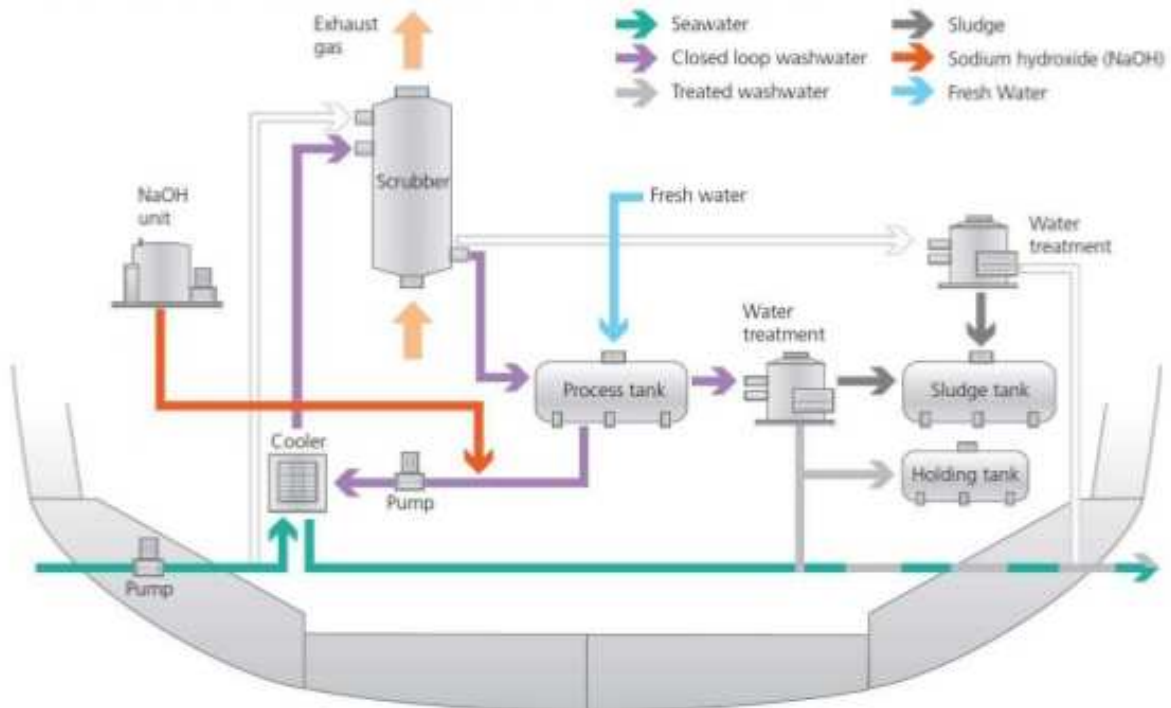 Exhaust
gas
Seawater
Closed loop washwater
Treated washwater
Sludge
Sodium hydroxide (NaOH)
Fresh Water
Scrubber
NaOH
unit
Fresh water
Water
treatment
Water
treatment
Process tank
Sludge tank
Cooler
Holding tank
Pump
Pump